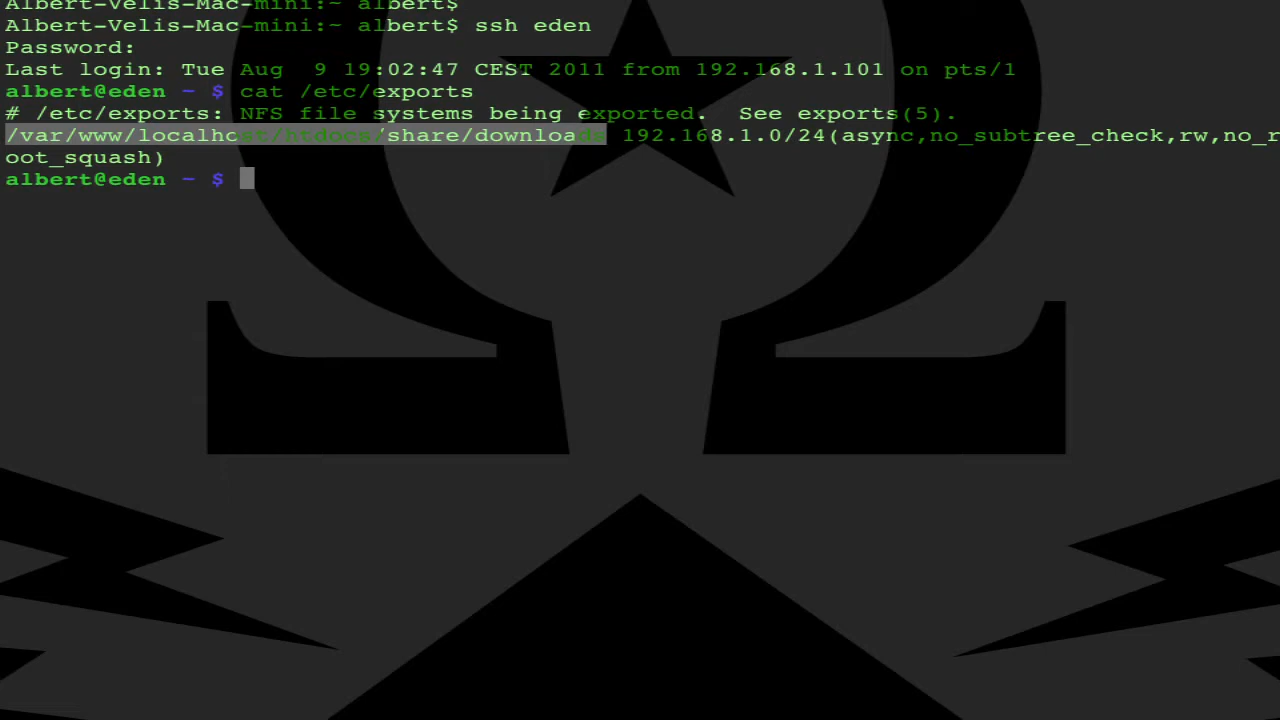 Albert-Velis-Mac-mini:~ albert$
Albert-Velis-Mac-mini:~ albert$ ssh eden
Password:
Last login: Tue Aug  9 19:02:47 CEST 2011 from 192.168.1.101 on pts/1
albert@eden ~ $ cat /etc/exports
# /etc/exports: NFS file systems being exported.  See exports(5).
/var/www/localhost/htdocs/share/downloads 192.168.1.0/24(async,no_subtree_check,rw,no_r
oot_squash)
albert@eden ~ $